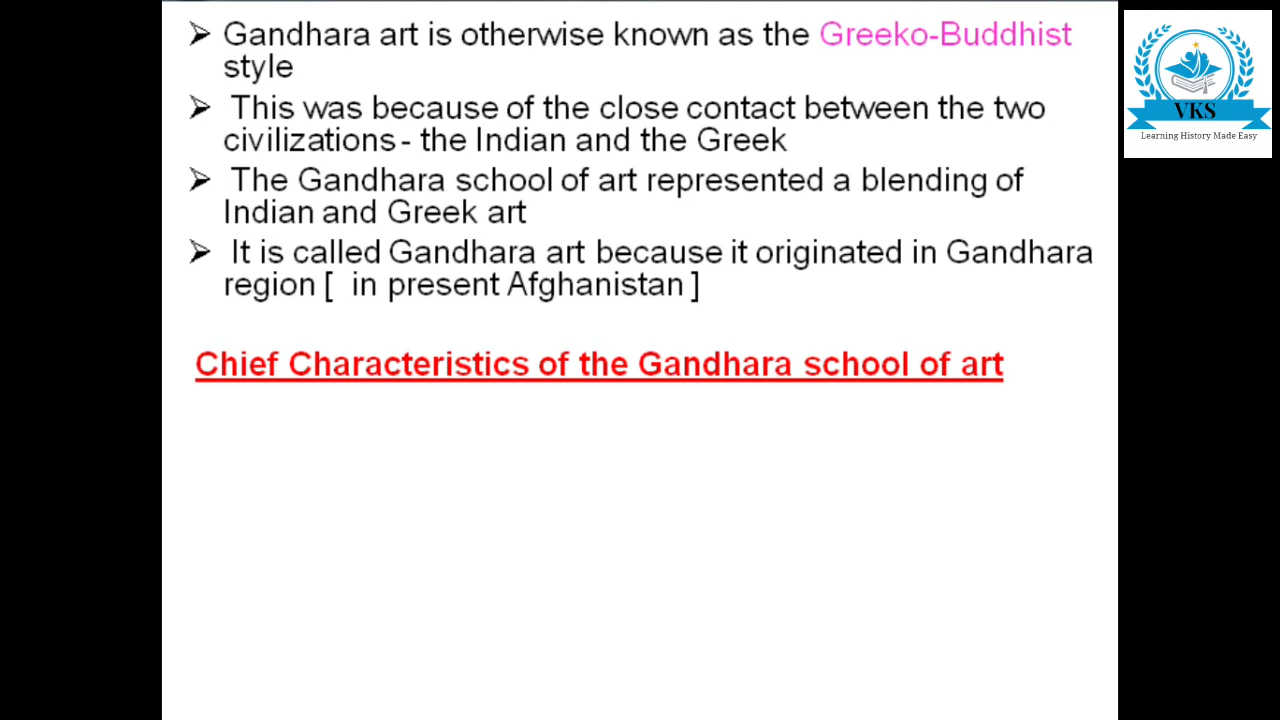 ➢ Gandhara art is otherwise known as the Greeko-Buddhist
style
➢ This was because of the close contact between the two
civilizations - the Indian and the Greek
➢ The Gandhara school of art represented a blending of
Indian and Greek art
➢ It is called Gandhara art because it originated in Gandhara
region [ in present Afghanistan ]
Chief Characteristics of the Gandhara school of art
VKS
Learning History Made Easy